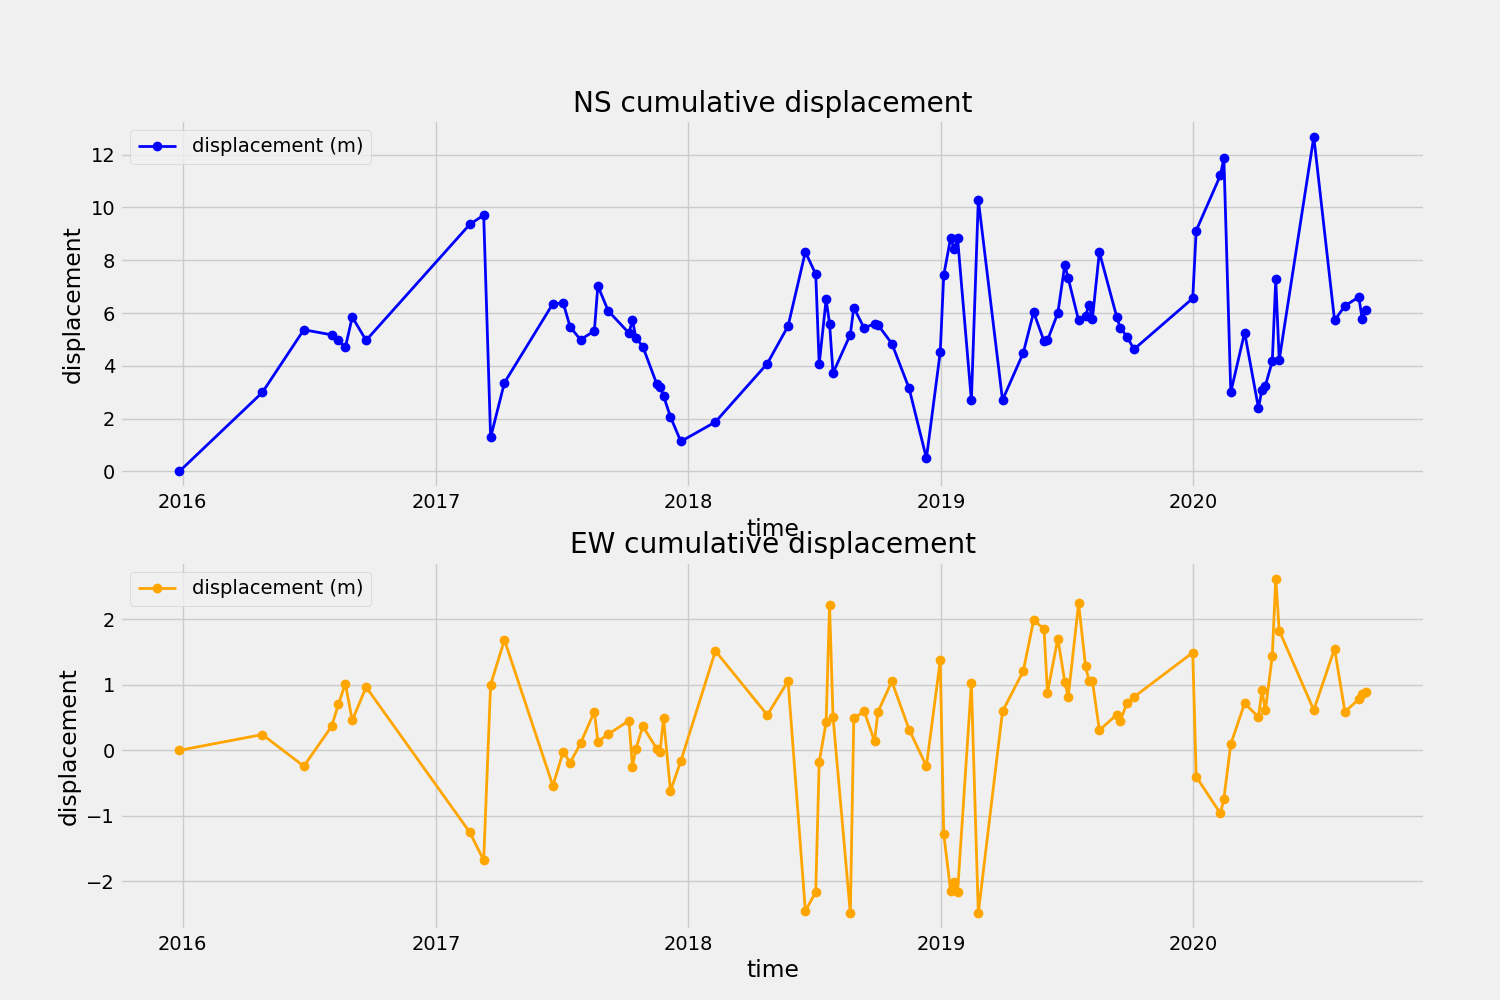 NS cumulative displacement
displacement (m)
displacement
12
10
8
6
4
2
0
2016 2017 2018 2019 2020
time
EW cumulative displacement
displacement (m)
displacement
2
1
0
−1
−2
2016 2017 2018 2019 2020
time